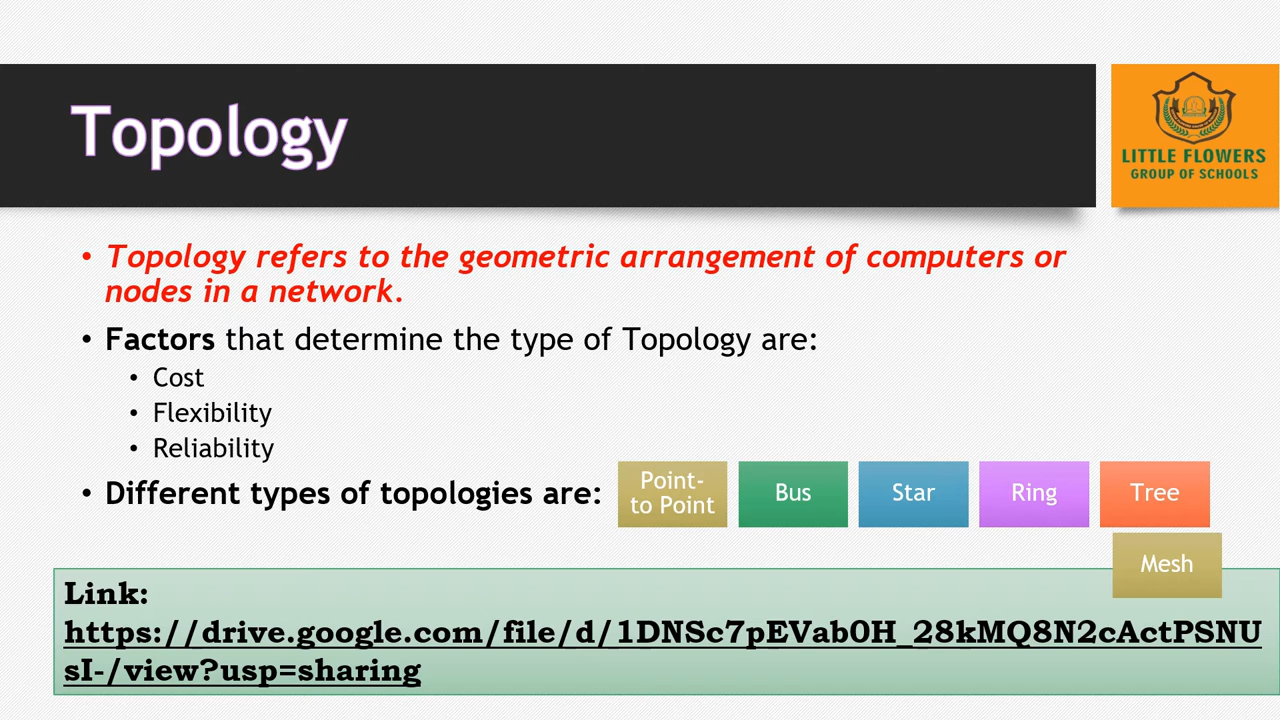 Topology
LITTLE FLOWERS
GROUP OF SCHOOLS
• Topology refers to the geometric arrangement of computers or
nodes in a network.
• Factors that determine the type of Topology are:
• Cost
• Flexibility
• Reliability
• Different types of topologies are:
Point-
to Point
Bus
Star
Ring
Tree
Mesh
Link:
https://drive.google.com/file/d/1DNSc7pEVab0H_28kMQ8N2cActPSNU
sI-/view?usp=sharing